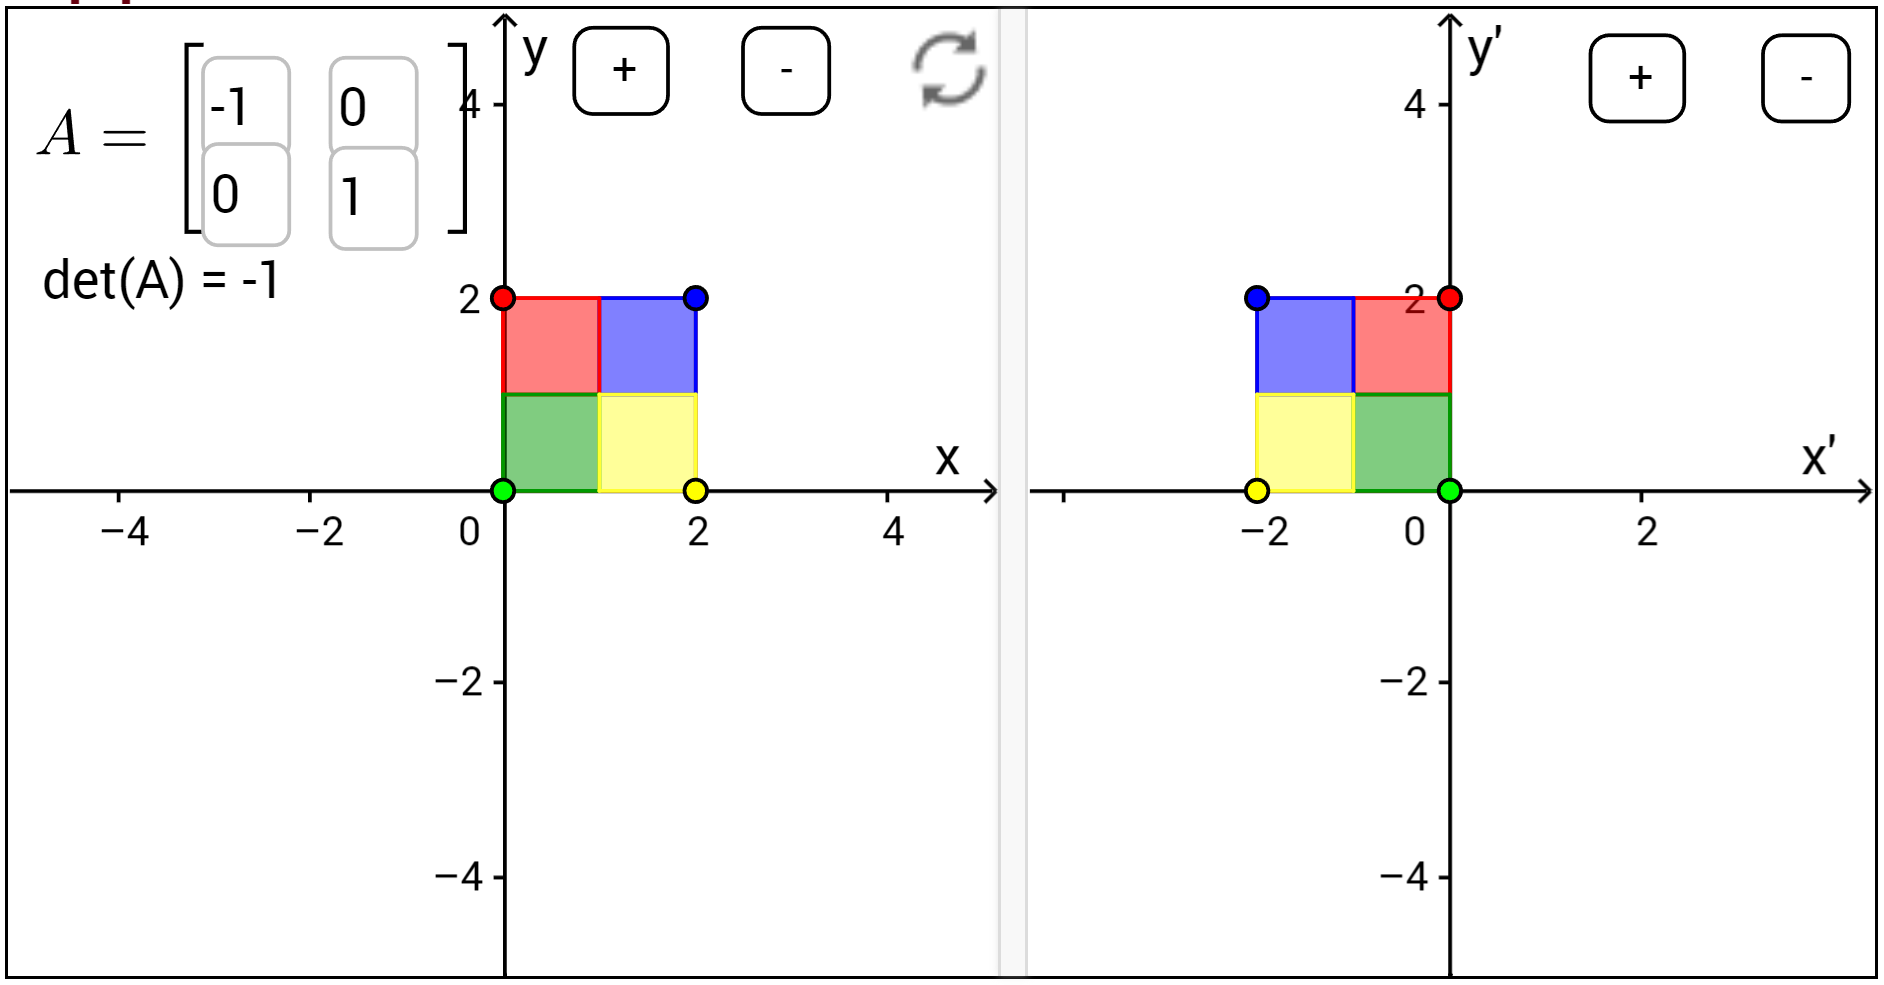 A = [ -1 0
0 1 ]
det(A) = -1
y
+
-
4
2
x
−4 −2 0 2 4
−2
−4
y'
+
-
4
2
x'
−2 0 2
−2
−4